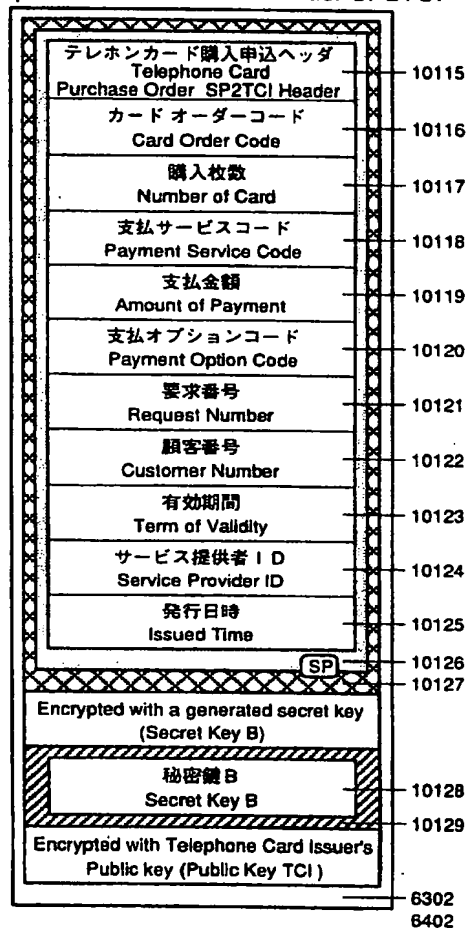 テレホンカード購入申込ヘッダ
Telephone Card
Purchase Order SP2TCI Header
10115
カード オーダーコード
Card Order Code
10116
購入枚数
Number of Card
10117
支払サービスコード
Payment Service Code
10118
支払金額
Amount of Payment
10119
支払オプションコード
Payment Option Code
10120
要求番号
Request Number
10121
顧客番号
Customer Number
10122
有効期間
Term of Validity
10123
サービス提供者ID
Service Provider ID
10124
発行日時
Issued Time
10125
SP
10126
10127
Encrypted with a generated secret key
(Secret Key B)
秘密鍵B
Secret Key B
10128
10129
Encrypted with Telephone Card Issuer's
Public key (Public Key TCI )
6302
6402